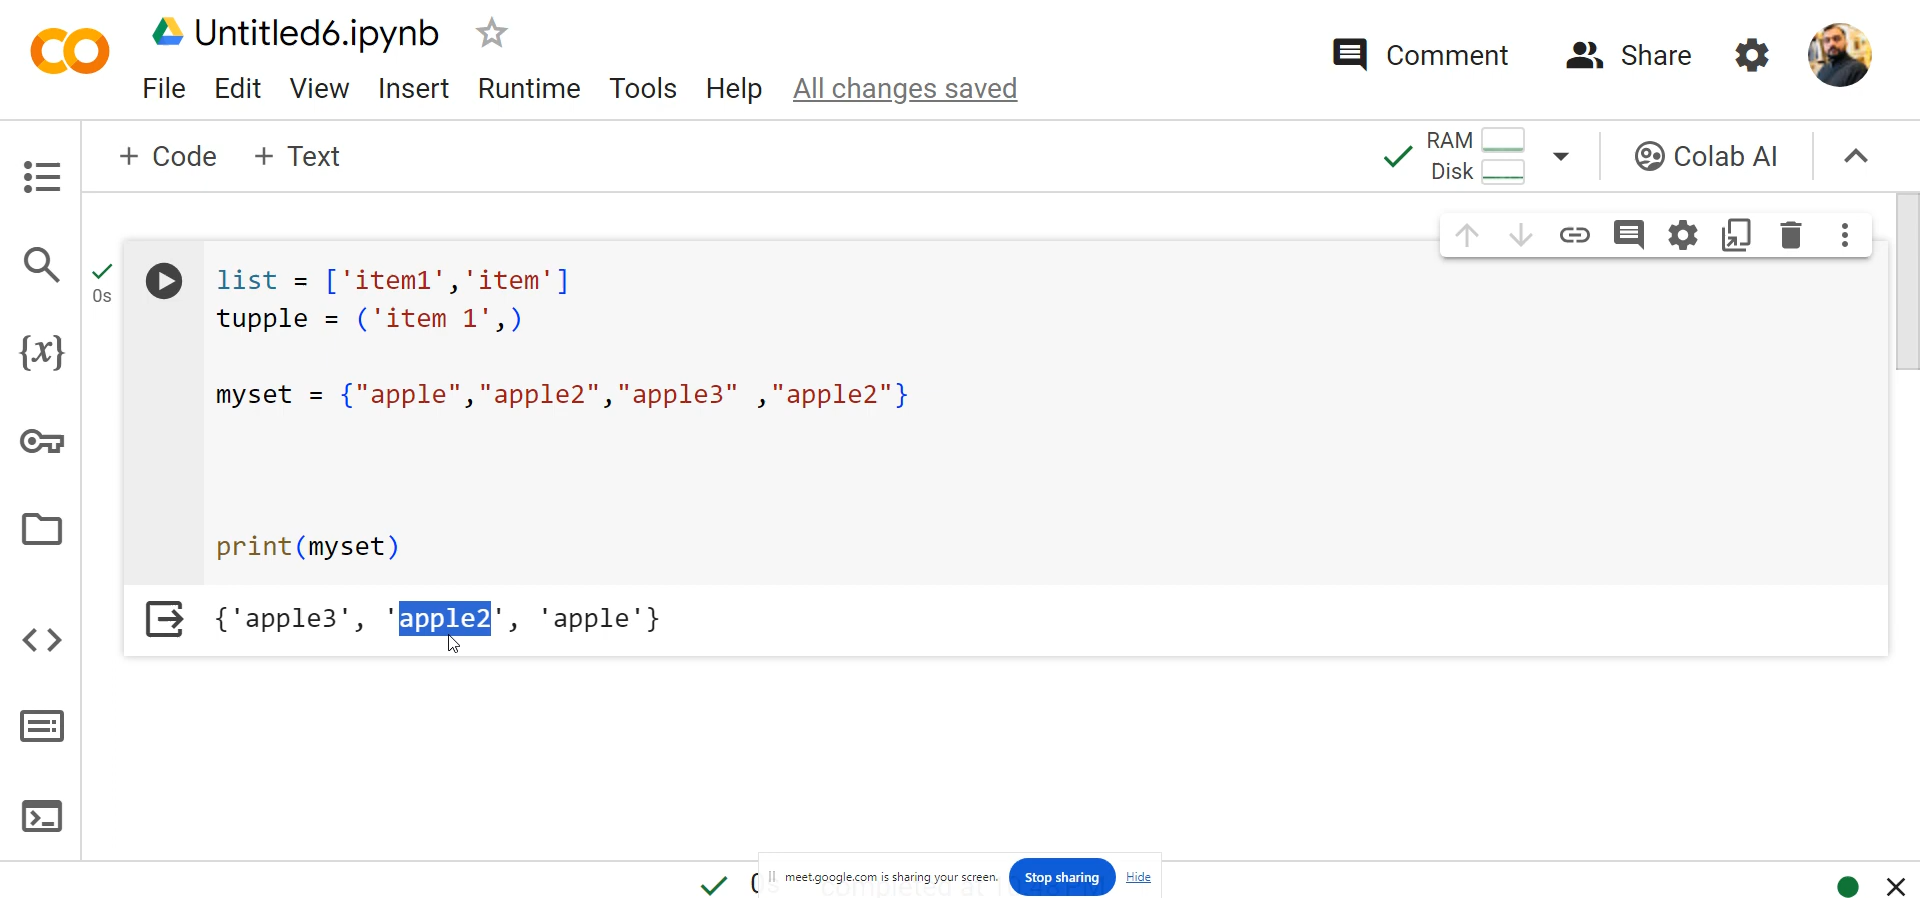 Untitled6.ipynb
File Edit View Insert Runtime Tools Help All changes saved
Comment Share
+ Code + Text
RAM
Disk
Colab AI
0s
list = ['item1','item']
tupple = ('item 1',)
myset = {"apple","apple2","apple3" ,"apple2"}
print(myset)
{'apple3', 'apple2', 'apple'}
meet.google.com is sharing your screen.
Stop sharing
Hide